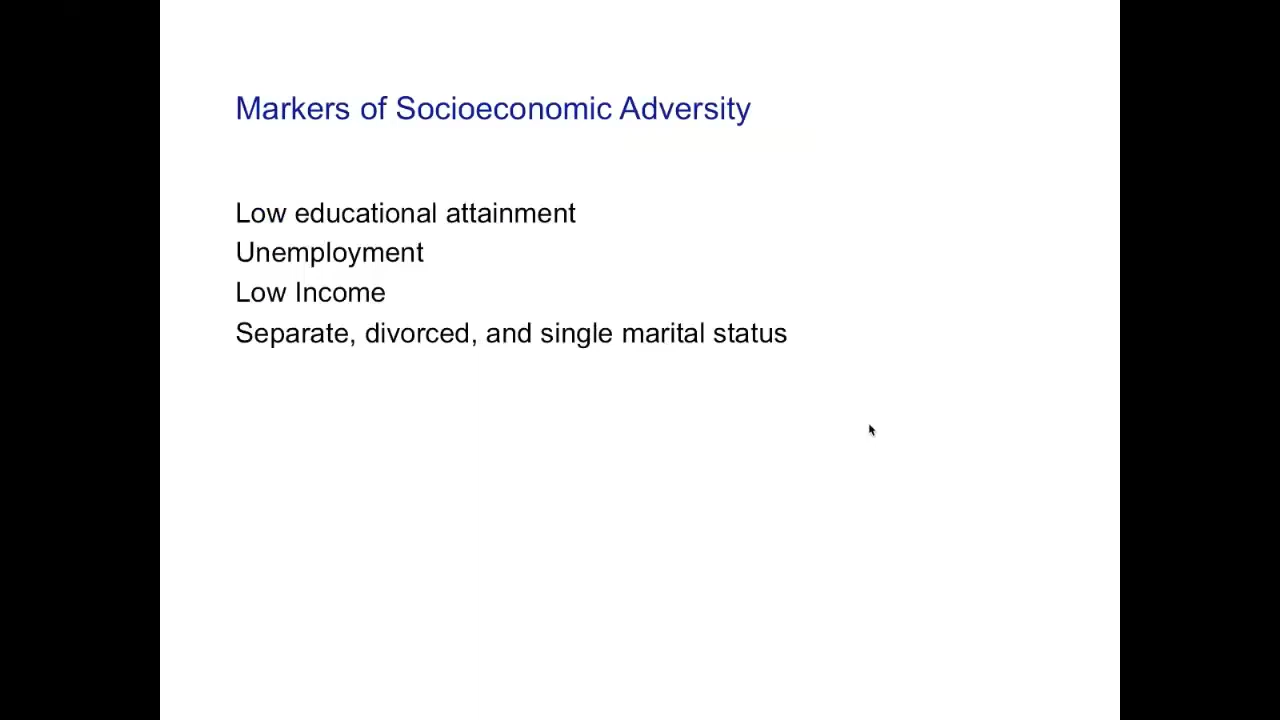 Markers of Socioeconomic Adversity
Low educational attainment
Unemployment
Low Income
Separate, divorced, and single marital status